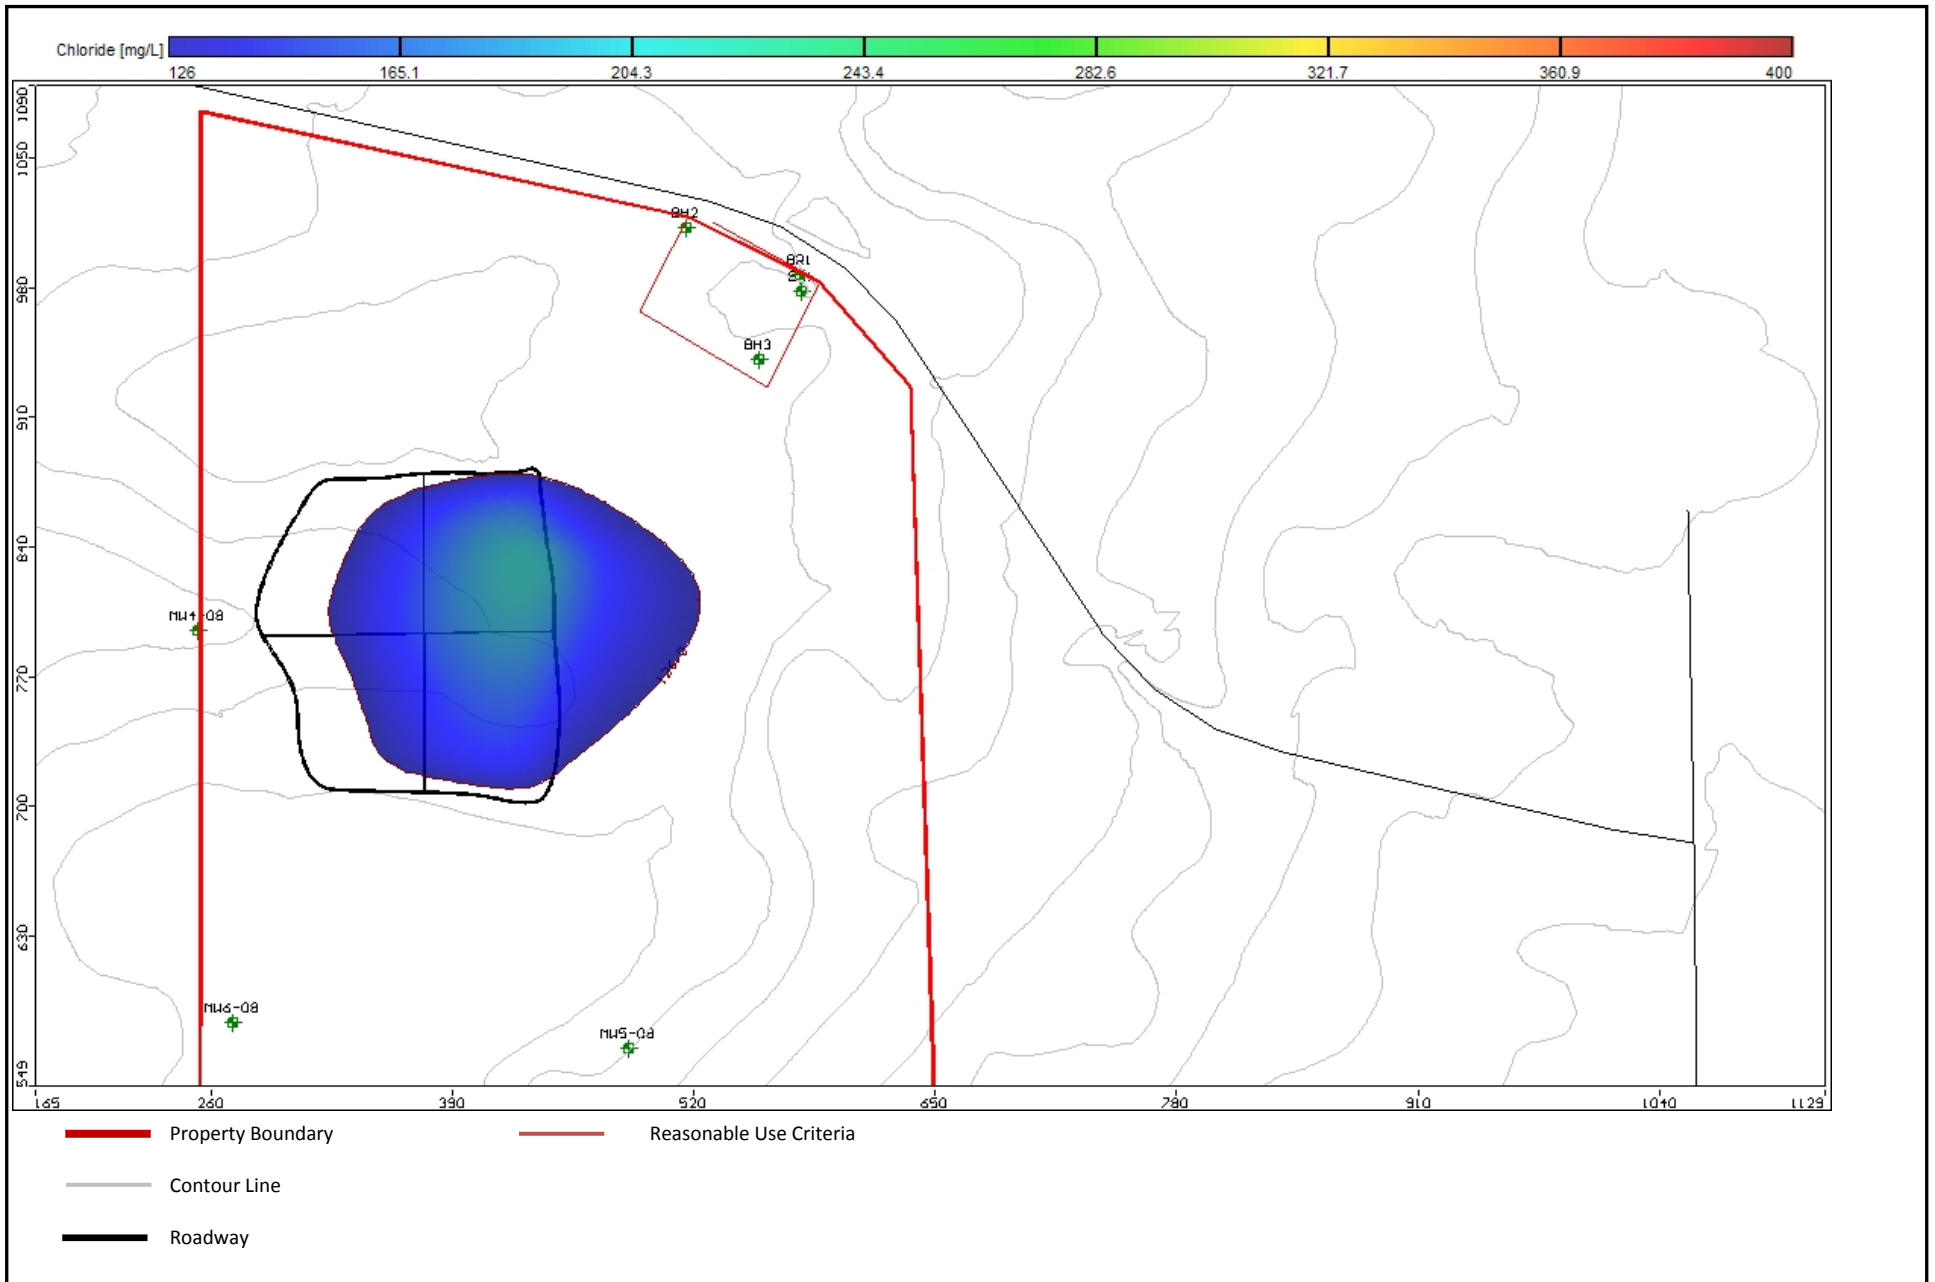 Chloride [mg/L]
126 165.1 204.3 243.4 282.6 321.7 360.9 400
1090
1050
980
910
840
770
700
630
549
BH2
BR1
BH3
MW4-08
MW6-08
MW5-08
165 260 390 520 650 780 910 1040 1129
Property Boundary
Reasonable Use Criteria
Contour Line
Roadway